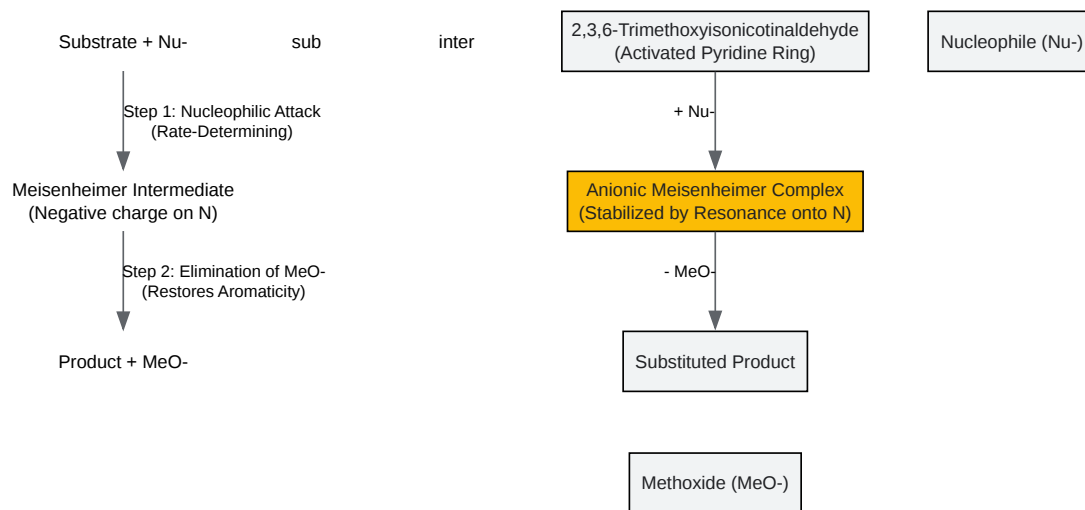 Substrate + Nu-
sub
inter
2,3,6-Trimethoxyisonicotinaldehyde
(Activated Pyridine Ring)
Nucleophile (Nu-)
Step 1: Nucleophilic Attack
(Rate-Determining)
+ Nu-
Meisenheimer Intermediate
(Negative charge on N)
Anionic Meisenheimer Complex
(Stabilized by Resonance onto N)
Step 2: Elimination of MeO-
(Restores Aromaticity)
- MeO-
Product + MeO-
Substituted Product
Methoxide (MeO-)